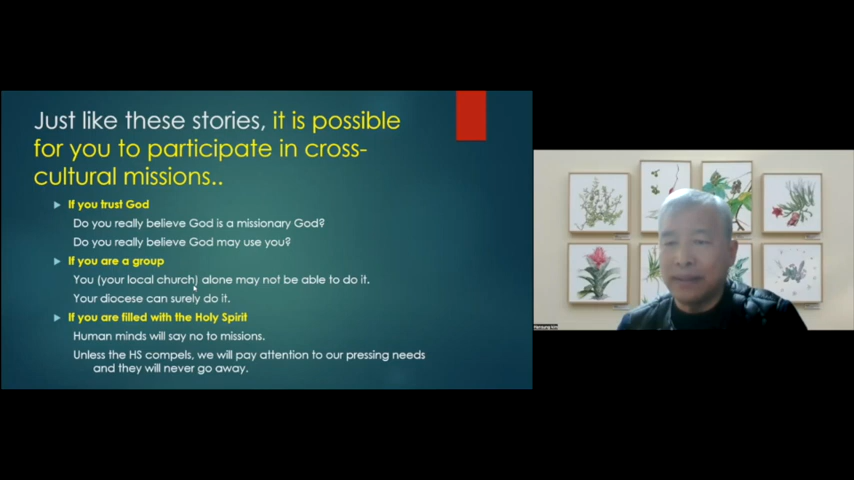 Just like these stories, it is possible
for you to participate in cross-
cultural missions..
If you trust God
Do you really believe God is a missionary God?
Do you really believe God may use you?
If you are a group
You (your local church) alone may not be able to do it.
Your diocese can surely do it.
If you are filled with the Holy Spirit
Human minds will say no to missions.
Unless the HS compels, we will pay attention to our pressing needs
and they will never go away.